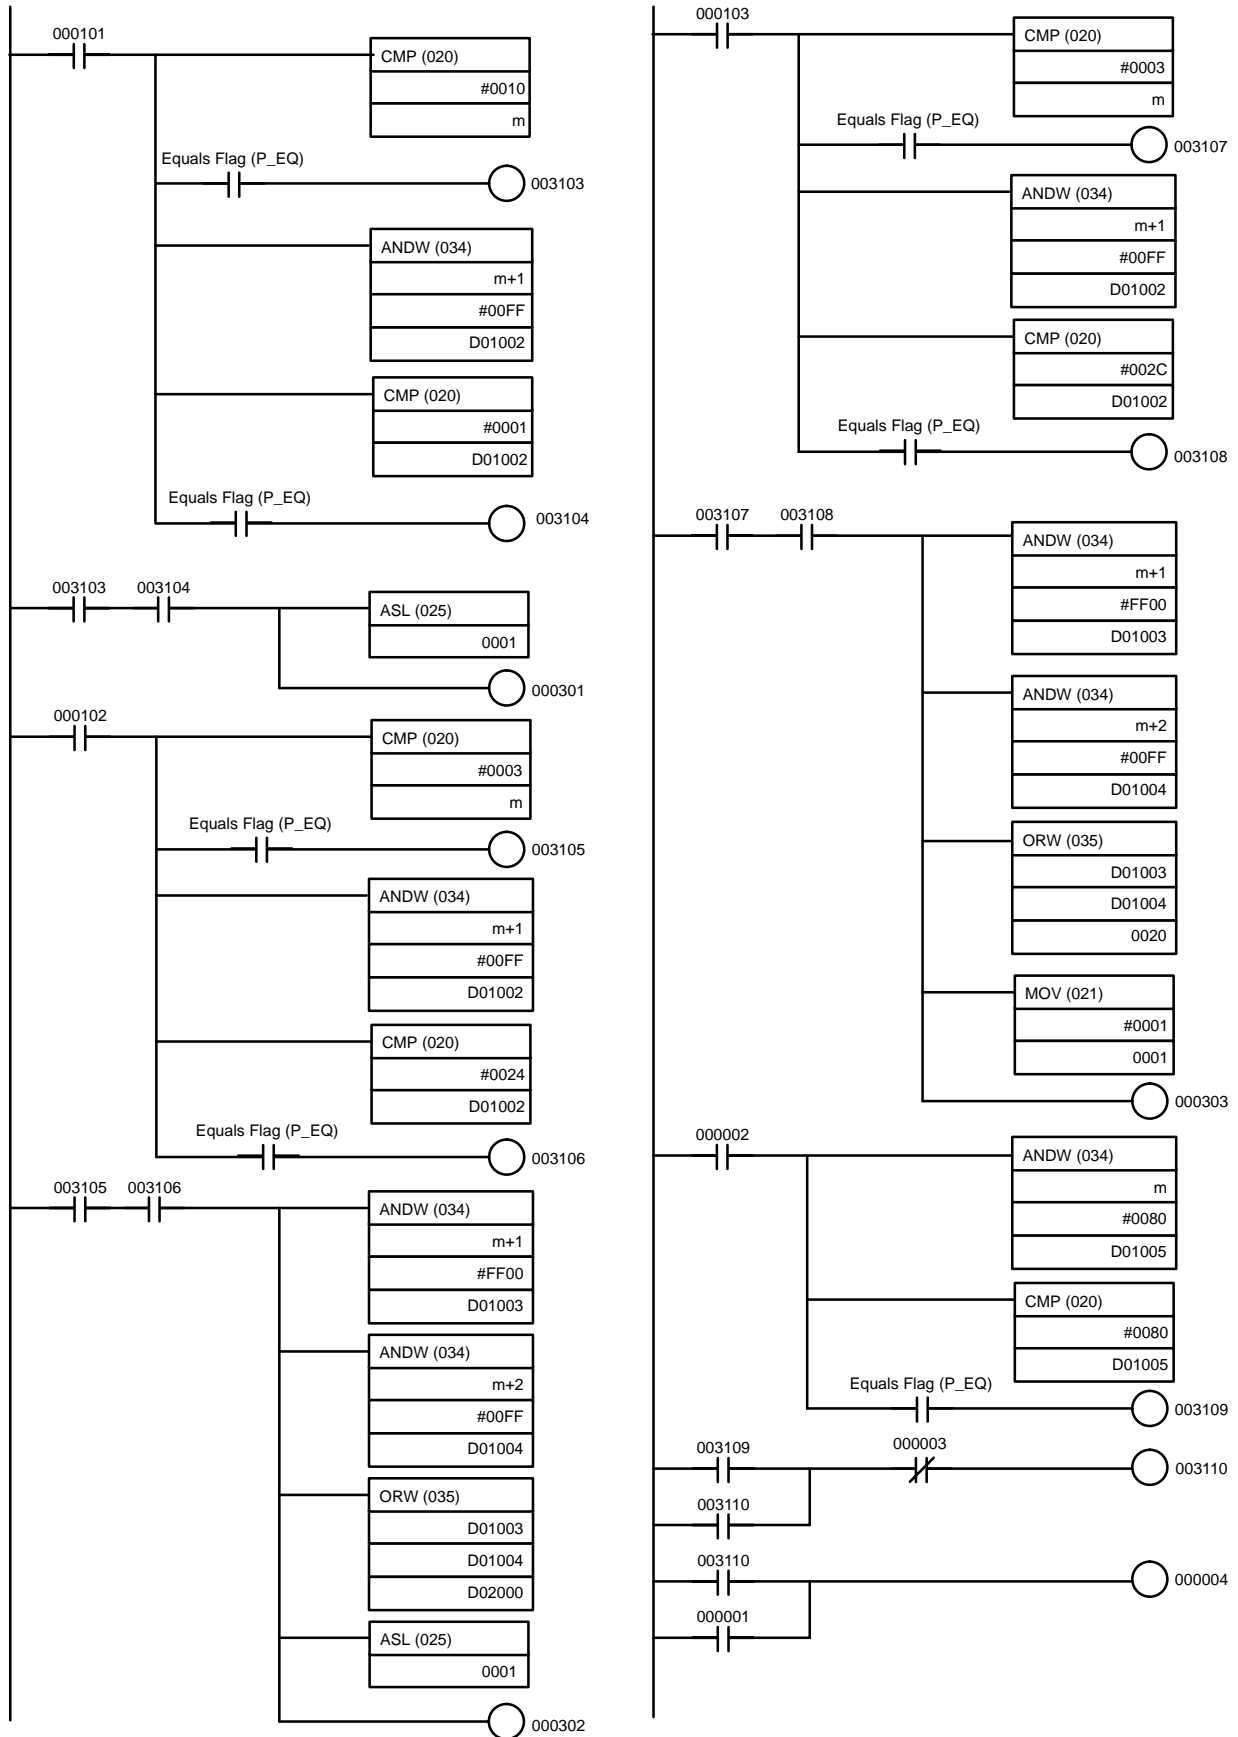 000101
CMP (020)
#0010
m
Equals Flag (P_EQ)
003103
ANDW (034)
m+1
#00FF
D01002
CMP (020)
#0001
D01002
Equals Flag (P_EQ)
003104
003103 003104
ASL (025)
0001
000301
000102
CMP (020)
#0003
m
Equals Flag (P_EQ)
003105
ANDW (034)
m+1
#00FF
D01002
CMP (020)
#0024
D01002
Equals Flag (P_EQ)
003106
003105 003106
ANDW (034)
m+1
#FF00
D01003
ANDW (034)
m+2
#00FF
D01004
ORW (035)
D01003
D01004
D02000
ASL (025)
0001
000302
000103
CMP (020)
#0003
m
Equals Flag (P_EQ)
003107
ANDW (034)
m+1
#00FF
D01002
CMP (020)
#002C
D01002
Equals Flag (P_EQ)
003108
003107 003108
ANDW (034)
m+1
#FF00
D01003
ANDW (034)
m+2
#00FF
D01004
ORW (035)
D01003
D01004
0020
MOV (021)
#0001
0001
000303
000002
ANDW (034)
m
#0080
D01005
CMP (020)
#0080
D01005
Equals Flag (P_EQ)
003109
003109 000003
003110
003110
003110
000004
000001